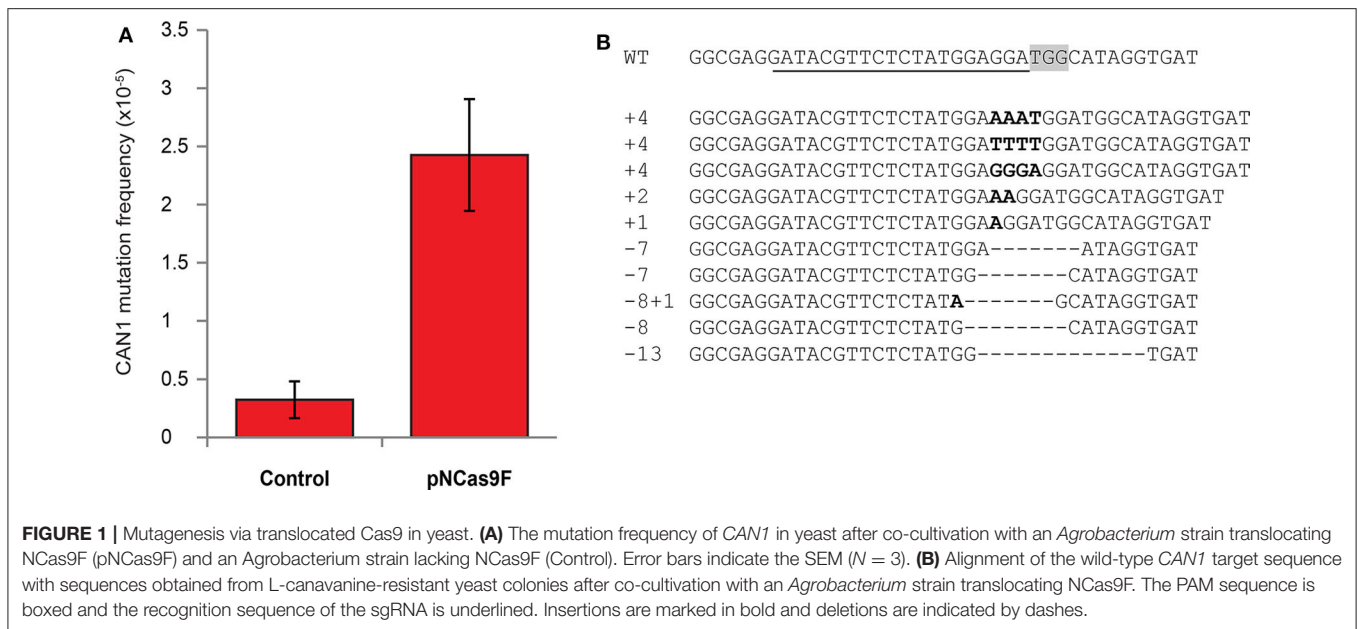 A
CAN1 mutation frequency (x10-5)
3.5
3
2.5
2
1.5
1
0.5
0
Control
pNCas9F
B
WT GGCGAGGATACGTTCTCTATGGAGGATGGCATAGGTGAT
+4 GGCGAGGATACGTTCTCTATGGAAAATGGATGGCATAGGTGAT
+4 GGCGAGGATACGTTCTCTATGGATTTTGGATGGCATAGGTGAT
+4 GGCGAGGATACGTTCTCTATGGAGGGAGGATGGCATAGGTGAT
+2 GGCGAGGATACGTTCTCTATGGAAAGGATGGCATAGGTGAT
+1 GGCGAGGATACGTTCTCTATGGAAGGATGGCATAGGTGAT
-7 GGCGAGGATACGTTCTCTATGGA-------ATAGGTGAT
-7 GGCGAGGATACGTTCTCTATGG-------CATAGGTGAT
-8+1 GGCGAGGATACGTTCTCTATA-------GCATAGGTGAT
-8 GGCGAGGATACGTTCTCTATG--------CATAGGTGAT
-13 GGCGAGGATACGTTCTCTATGG-------------TGAT
FIGURE 1 | Mutagenesis via translocated Cas9 in yeast. (A) The mutation frequency of CAN1 in yeast after co-cultivation with an Agrobacterium strain translocating
NCas9F (pNCas9F) and an Agrobacterium strain lacking NCas9F (Control). Error bars indicate the SEM (N = 3). (B) Alignment of the wild-type CAN1 target sequence
with sequences obtained from L-canavanine-resistant yeast colonies after co-cultivation with an Agrobacterium strain translocating NCas9F. The PAM sequence is
boxed and the recognition sequence of the sgRNA is underlined. Insertions are marked in bold and deletions are indicated by dashes.